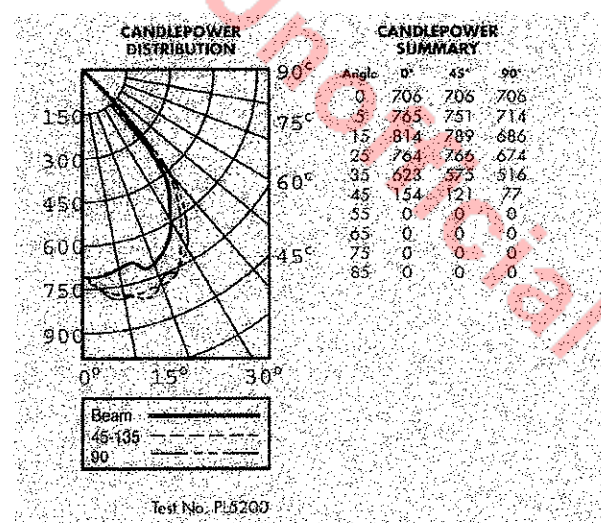 CANDLEPOWER
DISTRIBUTION
90°
75°
60°
45°
150
300
450
600
750
900
0° 15° 30°
Beam
45-135
90
Test No. PL5200
CANDLEPOWER
SUMMARY
Angle 0° 45° 90°
0 706 706 706
5 765 751 714
15 814 789 686
25 764 766 674
35 623 575 516
45 154 121 77
55 0 0 0
65 0 0 0
75 0 0 0
85 0 0 0
Unofficial